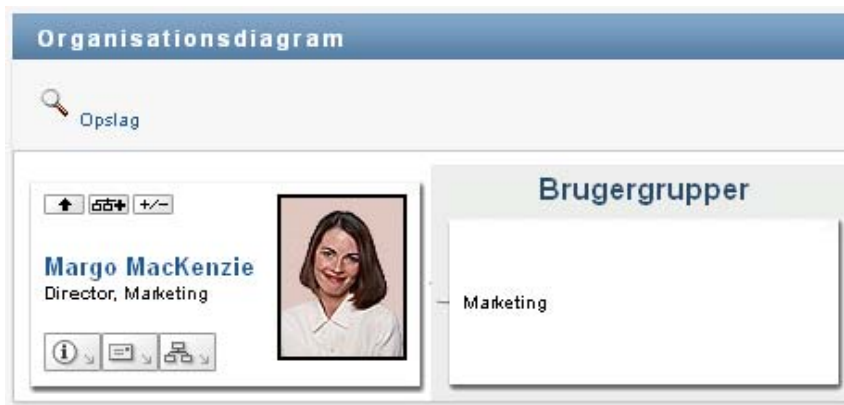 Organisationsdiagram
Opslag
+/-
Margo MacKenzie
Director, Marketing
Brugergrupper
Marketing